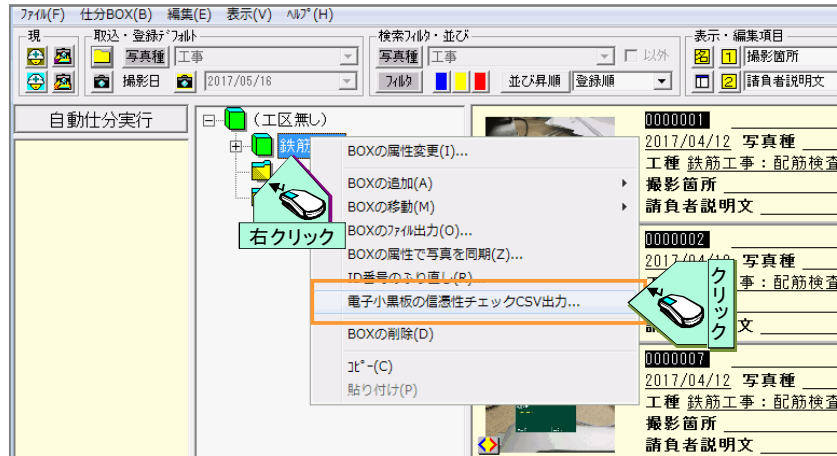 ﾌｧｲﾙ(F) 仕分BOX(B) 編集(E) 表示(V) ﾍﾙﾌﾟ(H)
現 取込・登録ﾃﾞﾌｫﾙﾄ 検索ﾌｨﾙﾀ・並び 表示・編集項目
写真種 工事 写真種 工事 以外 名 1 撮影箇所
撮影日 2017/05/16 ﾌｨﾙﾀ 並び昇順 登録順 2 請負者説明文
自動仕分実行
(工区無し)
鉄筋
右クリック
BOXの属性変更(I)...
BOXの追加(A)
BOXの移動(M)
BOXのﾌｧｲﾙ出力(O)...
BOXの属性で写真を同期(Z)...
ID番号のふり直し(R)...
電子小黒板の信憑性チェックCSV出力...
BOXの削除(D)
ｺﾋﾟｰ(C)
貼り付け(P)
クリック
0000001
2017/04/12 写真種
工種 鉄筋工事：配筋検査
撮影箇所
請負者説明文
0000002
2017/04/12 写真種
事：配筋検査
文
0000007
2017/04/12 写真種
工種 鉄筋工事：配筋検査
撮影箇所
請負者説明文